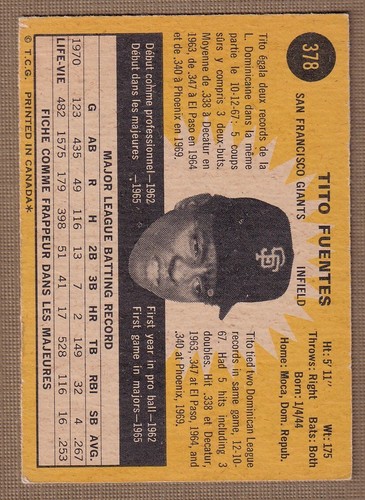 378
TITO FUENTES
SAN FRANCISCO GIANTS INFIELD
Ht: 5' 11" Wt: 175
Throws: Right Bats: Both
Born: 1/4/44
Home: Moca, Dom. Repub.
Tito égala deux records de la
L. Dominicaine dans la même
partie le 10-12-67: 5 coups
sûrs y compris 3 deux-buts.
Moyenne de .338 à Decatur en
1963, de .347 à El Paso en 1964
et de .340 à Phoenix en 1969.
Tito tied two Dominican League
records in same game, 12-10-
67. Had 5 hits including 3
doubles. Hit .338 at Decatur,
1963, .347 at El Paso, 1964, and
.340 at Phoenix, 1969.
SF
Début comme professionnel—1962
Début dans les majeures —1965
First year in pro ball—1962
First game in majors—1965
MAJOR LEAGUE BATTING RECORD
G AB R H 2B 3B HR TB RBI SB AVG.
1970 123 435 49 116 13 7 2 149 32 4 .267
LIFE-VIE 482 1575 179 398 51 41 17 528 116 16 .253
FICHE COMME FRAPPEUR DANS LES MAJEURES
© T.C.G. PRINTED IN CANADA*